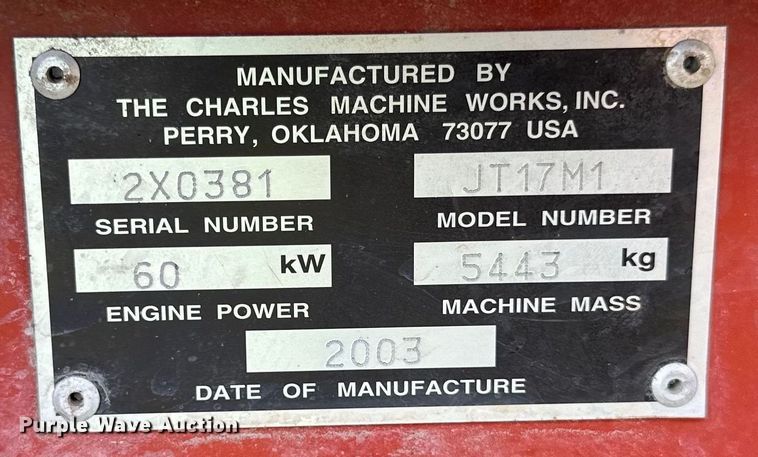 MANUFACTURED BY
THE CHARLES MACHINE WORKS, INC.
PERRY, OKLAHOMA 73077 USA
2X0381 JT17M1
SERIAL NUMBER MODEL NUMBER
60 kW 5443 kg
ENGINE POWER MACHINE MASS
2003
DATE OF MANUFACTURE
Purple Wave Auction